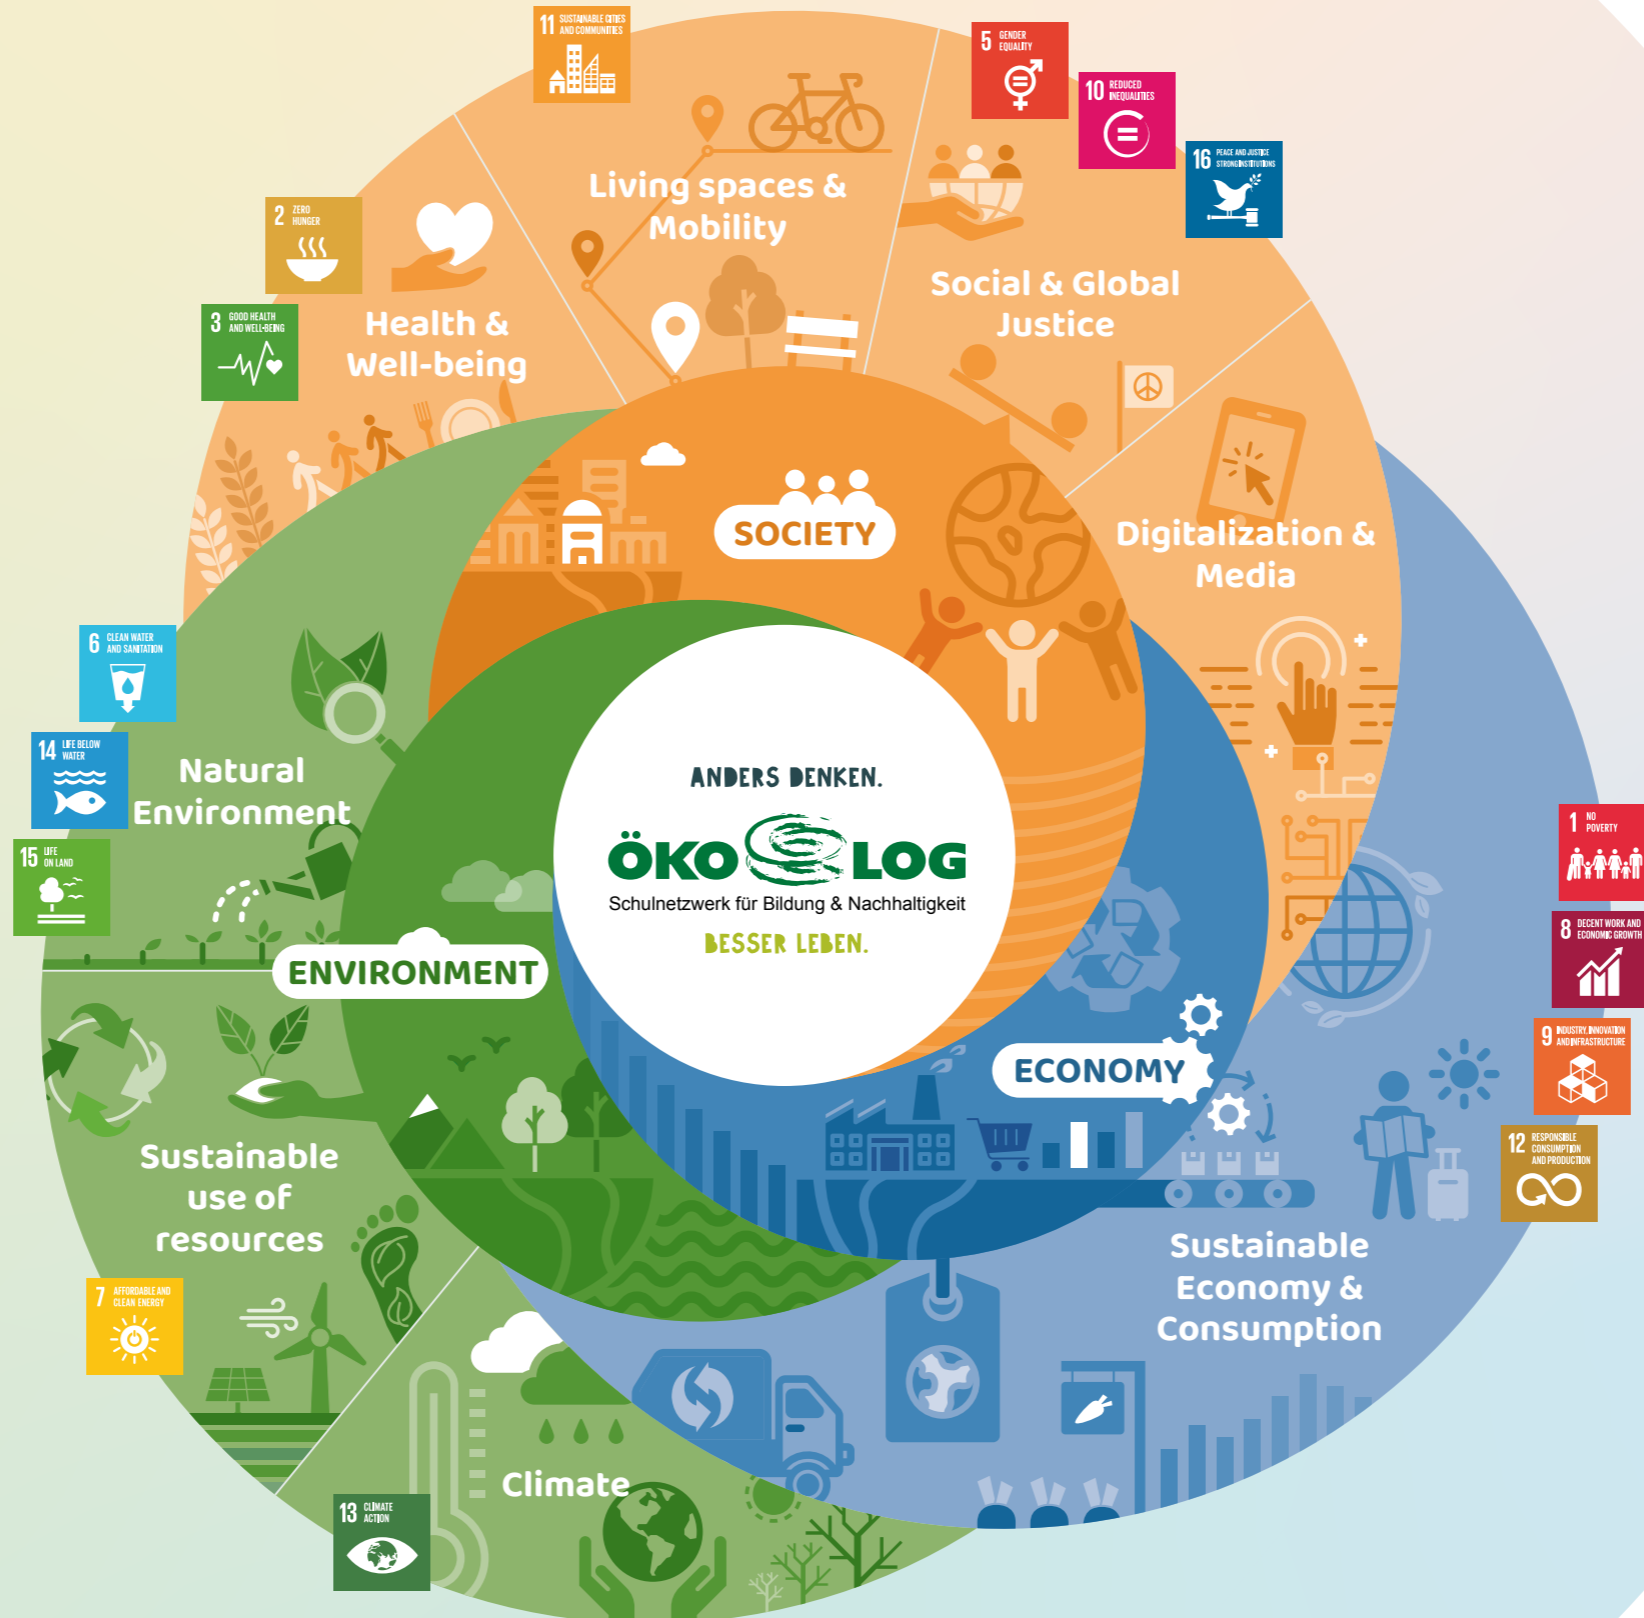 11 SUSTAINABLE CITIES
AND COMMUNITIES
5 GENDER
EQUALITY
10 REDUCED
INEQUALITIES
16 PEACE AND JUSTICE
STRONG INSTITUTIONS
2 ZERO
HUNGER
3 GOOD HEALTH
AND WELL-BEING
Living spaces &
Mobility
Social & Global
Justice
Health &
Well-being
SOCIETY
Digitalization &
Media
6 CLEAN WATER
AND SANITATION
14 LIFE BELOW
WATER
15 LIFE
ON LAND
Natural
Environment
ANDERS DENKEN.
ÖKO LOG
Schulnetzwerk für Bildung & Nachhaltigkeit
BESSER LEBEN.
ENVIRONMENT
ECONOMY
1 NO
POVERTY
8 DECENT WORK AND
ECONOMIC GROWTH
9 INDUSTRY, INNOVATION
AND INFRASTRUCTURE
12 RESPONSIBLE
CONSUMPTION
AND PRODUCTION
Sustainable
use of
resources
Sustainable
Economy &
Consumption
7 AFFORDABLE AND
CLEAN ENERGY
Climate
13 CLIMATE
ACTION